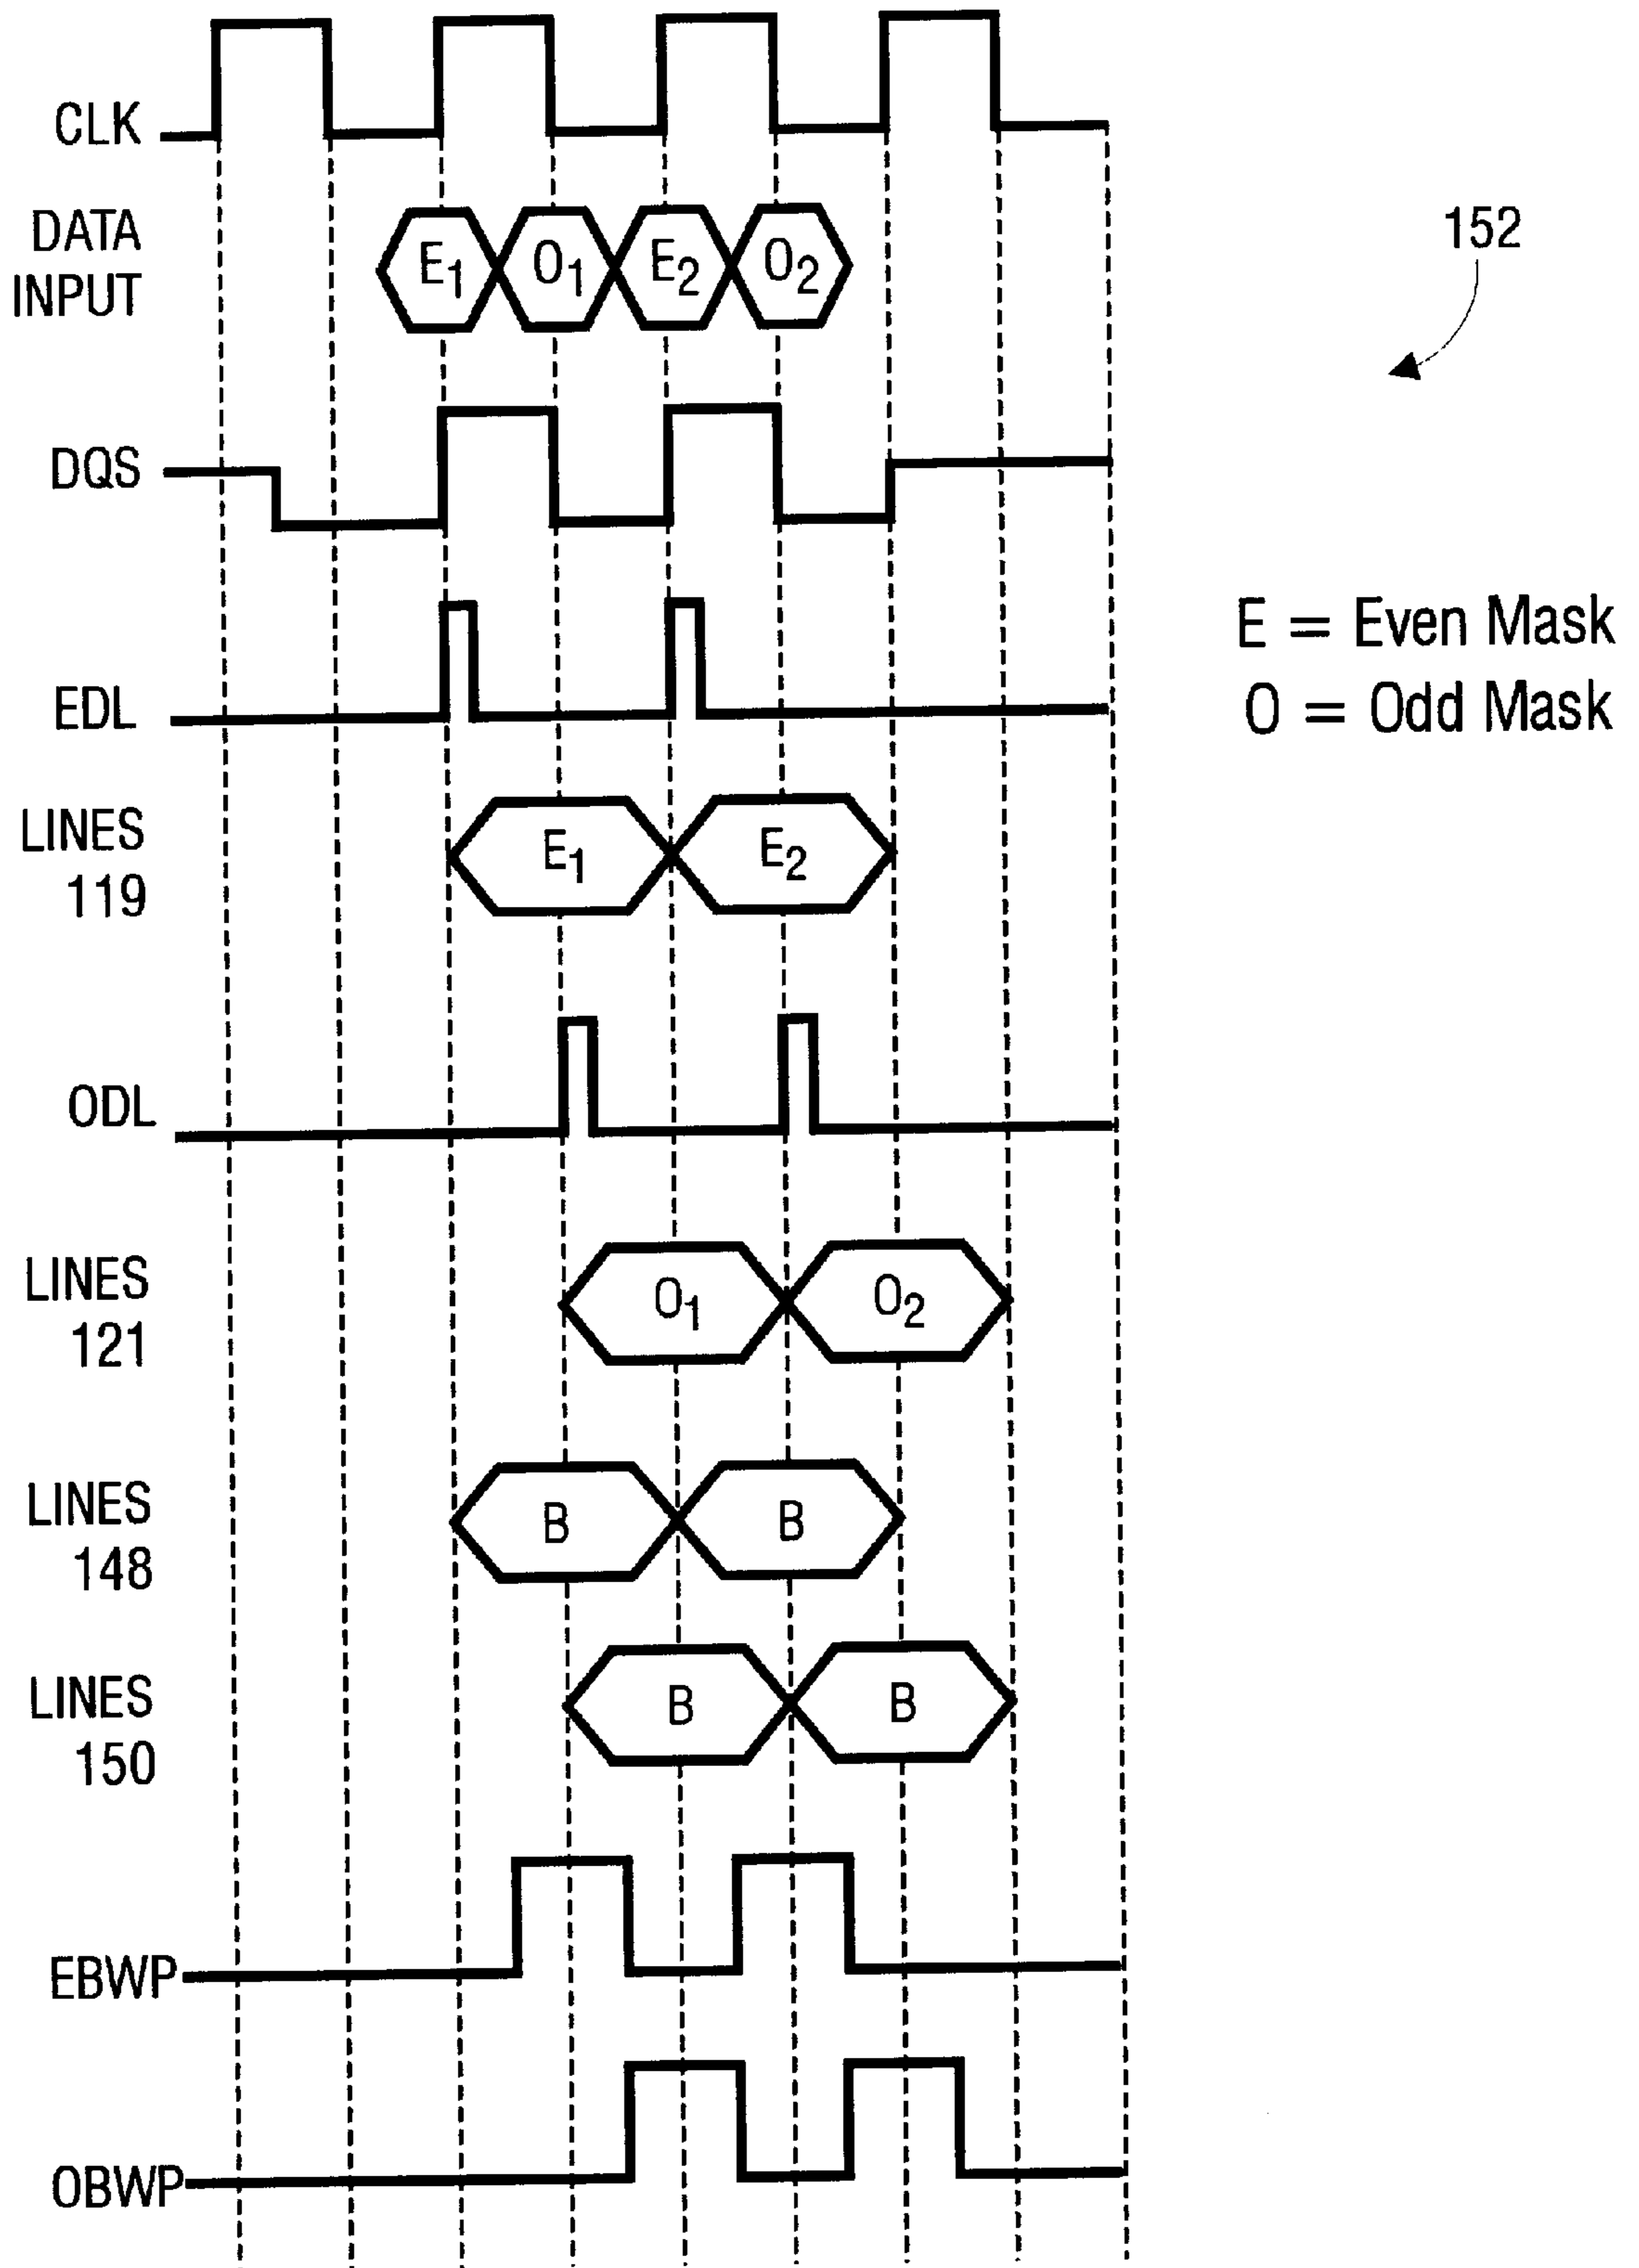 CLK
DATA
INPUT
E1 O1 E2 O2
152
DQS
E = Even Mask
O = Odd Mask
EDL
LINES
119
E1 E2
ODL
LINES
121
O1 O2
LINES
148
B B
LINES
150
B B
EBWP
OBWP